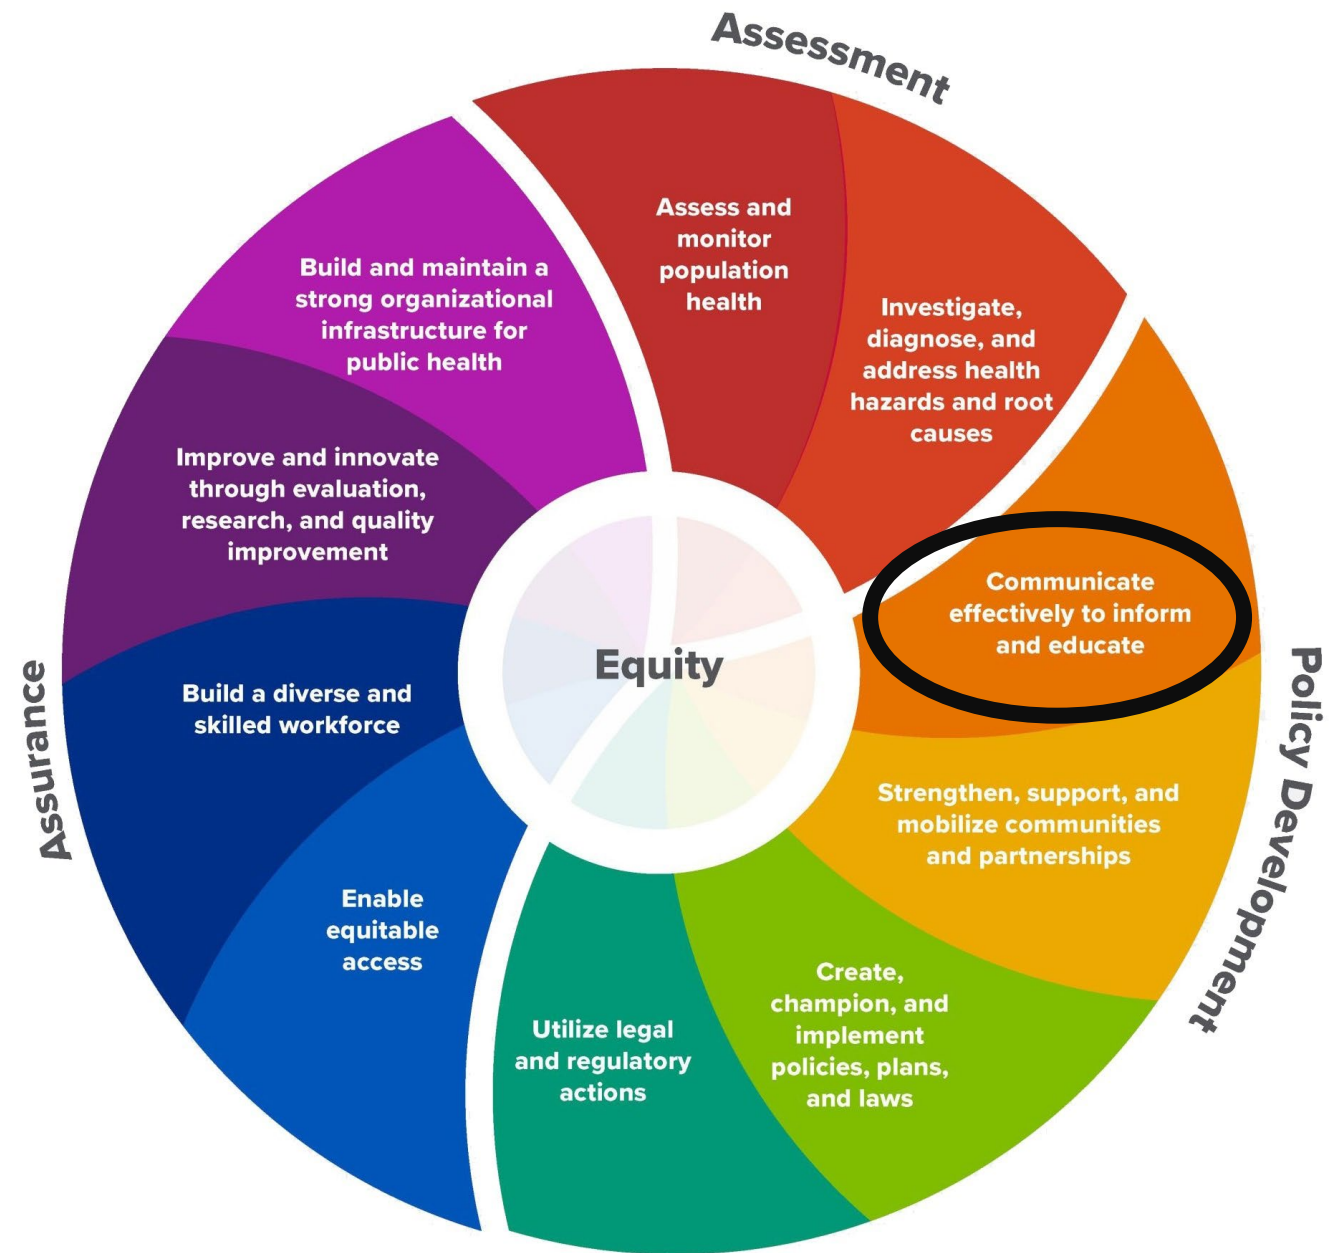 Assessment
Assess and
monitor
population
health
Investigate,
diagnose, and
address health
hazards and root
causes
Communicate
effectively to inform
and educate
Policy Development
Strengthen, support, and
mobilize communities
and partnerships
Create,
champion, and
implement
policies, plans,
and laws
Utilize legal
and regulatory
actions
Enable
equitable
access
Assurance
Build a diverse and
skilled workforce
Improve and innovate
through evaluation,
research, and quality
improvement
Build and maintain a
strong organizational
infrastructure for
public health
Equity